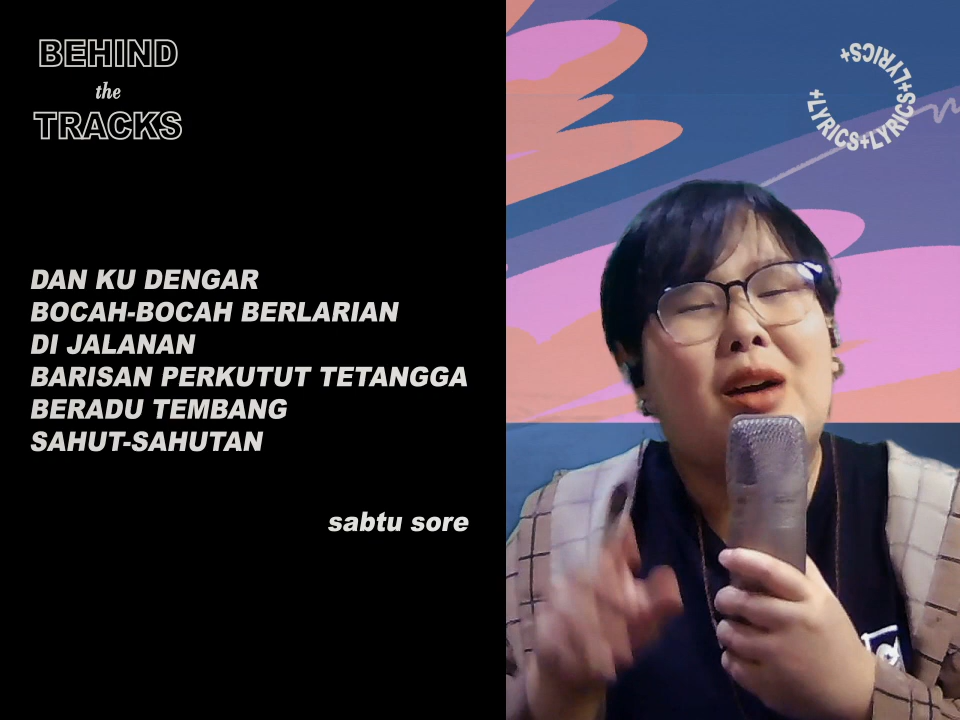 BEHIND
the
TRACKS
+LYRICS+LYRICS+LYRICS+
DAN KU DENGAR
BOCAH-BOCAH BERLARIAN
DI JALANAN
BARISAN PERKUTUT TETANGGA
BERADU TEMBANG
SAHUT-SAHUTAN
sabtu sore